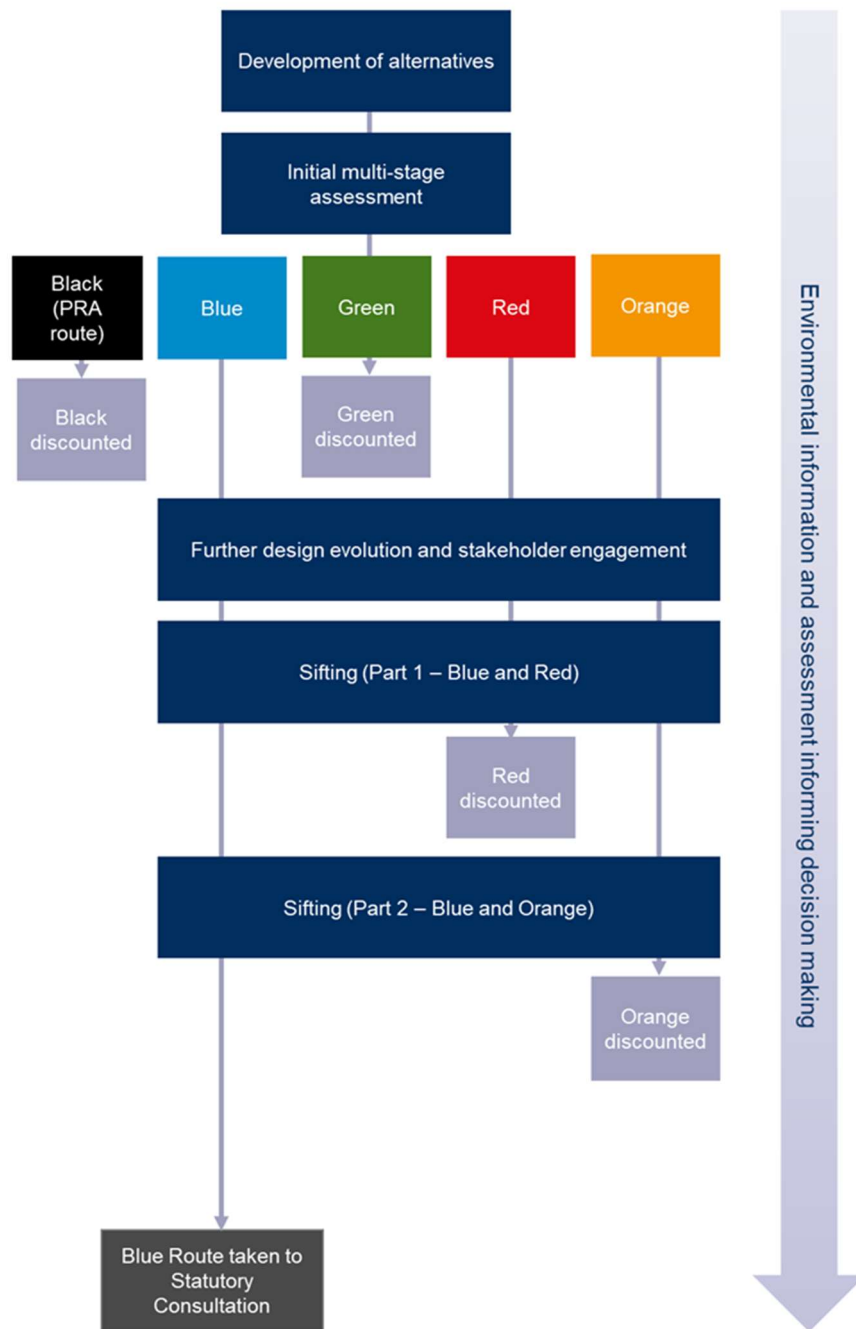 Development of alternatives
Initial multi-stage
assessment
Black
(PRA
route)
Blue
Green
Red
Orange
Black
discounted
Green
discounted
Further design evolution and stakeholder engagement
Sifting (Part 1 – Blue and Red)
Red
discounted
Sifting (Part 2 – Blue and Orange)
Orange
discounted
Blue Route taken to
Statutory
Consultation
Environmental information and assessment informing decision making